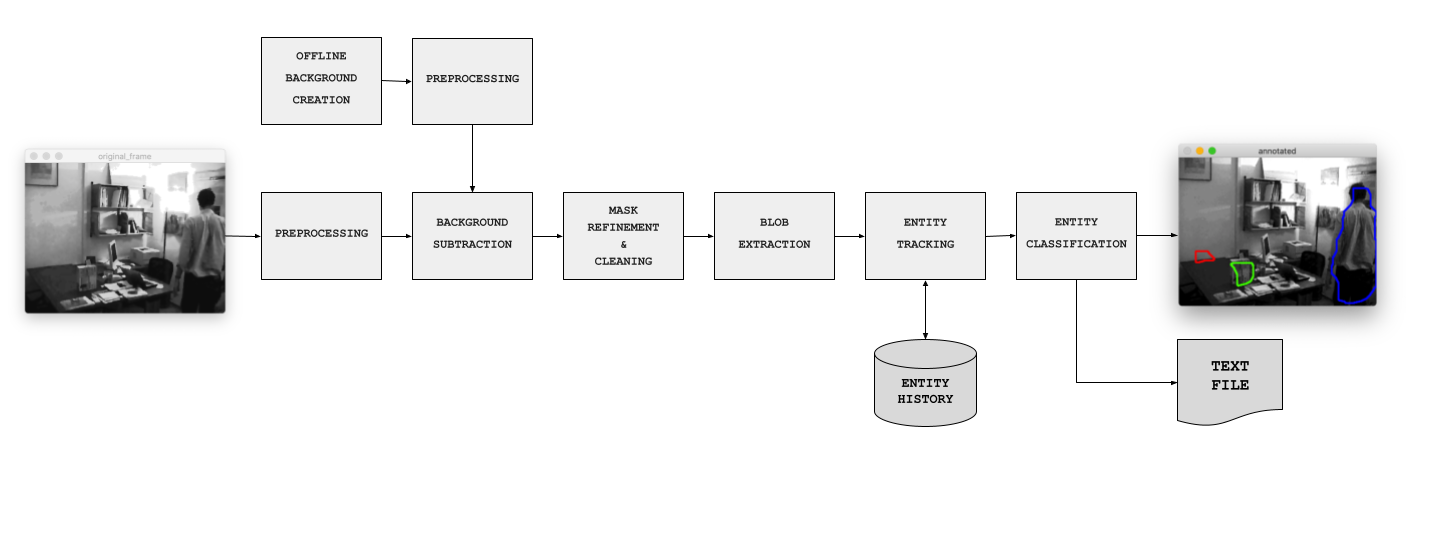 OFFLINE
BACKGROUND
CREATION
PREPROCESSING
original_frame
PREPROCESSING
BACKGROUND
SUBTRACTION
MASK
REFINEMENT
&
CLEANING
BLOB
EXTRACTION
ENTITY
TRACKING
ENTITY
CLASSIFICATION
annotated
ENTITY
HISTORY
TEXT
FILE